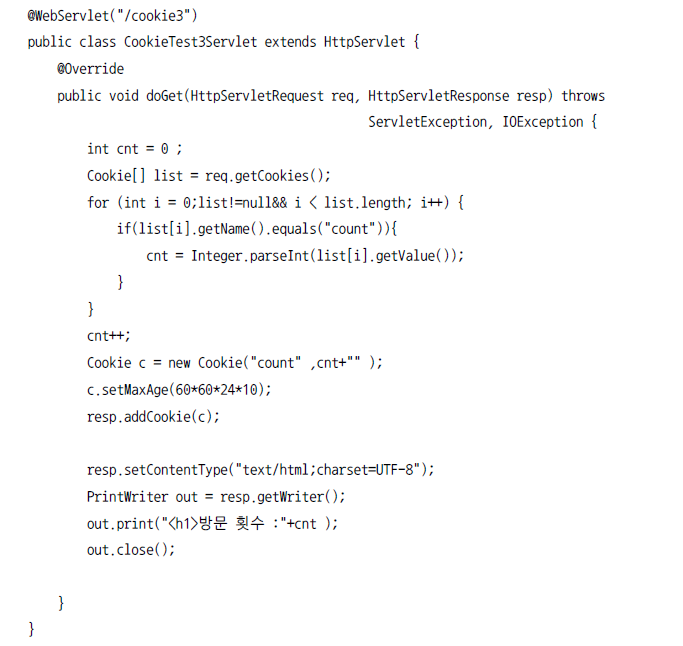 @WebServlet("/cookie3")
public class CookieTest3Servlet extends HttpServlet {
@Override
public void doGet(HttpServletRequest req, HttpServletResponse resp) throws
ServletException, IOException {
int cnt = 0 ;
Cookie[] list = req.getCookies();
for (int i = 0;list!=null&& i < list.length; i++) {
if(list[i].getName().equals("count")){
cnt = Integer.parseInt(list[i].getValue());
}
}
cnt++;
Cookie c = new Cookie("count" ,cnt+"" );
c.setMaxAge(60*60*24*10);
resp.addCookie(c);
resp.setContentType("text/html;charset=UTF-8");
PrintWriter out = resp.getWriter();
out.print("<h1>방문 횟수 :"+cnt );
out.close();
}
}